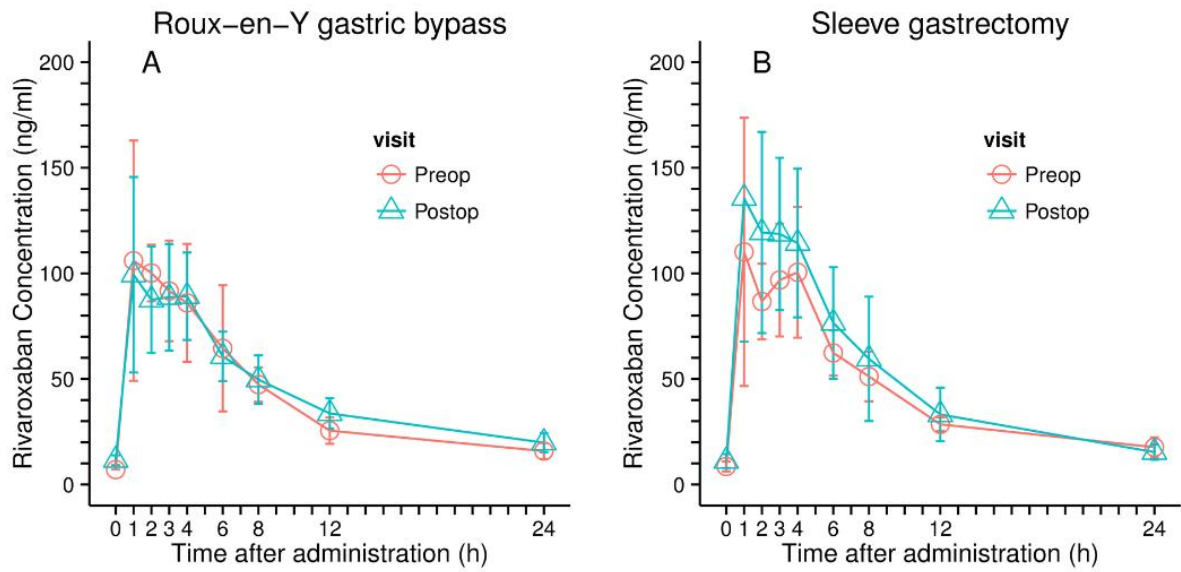 Roux−en−Y gastric bypass
A
Rivaroxaban Concentration (ng/ml)
200
150
100
50
0
visit
Preop
Postop
0 1 2 3 4 6 8 12 24
Time after administration (h)
Sleeve gastrectomy
B
Rivaroxaban Concentration (ng/ml)
200
150
100
50
0
visit
Preop
Postop
0 1 2 3 4 6 8 12 24
Time after administration (h)